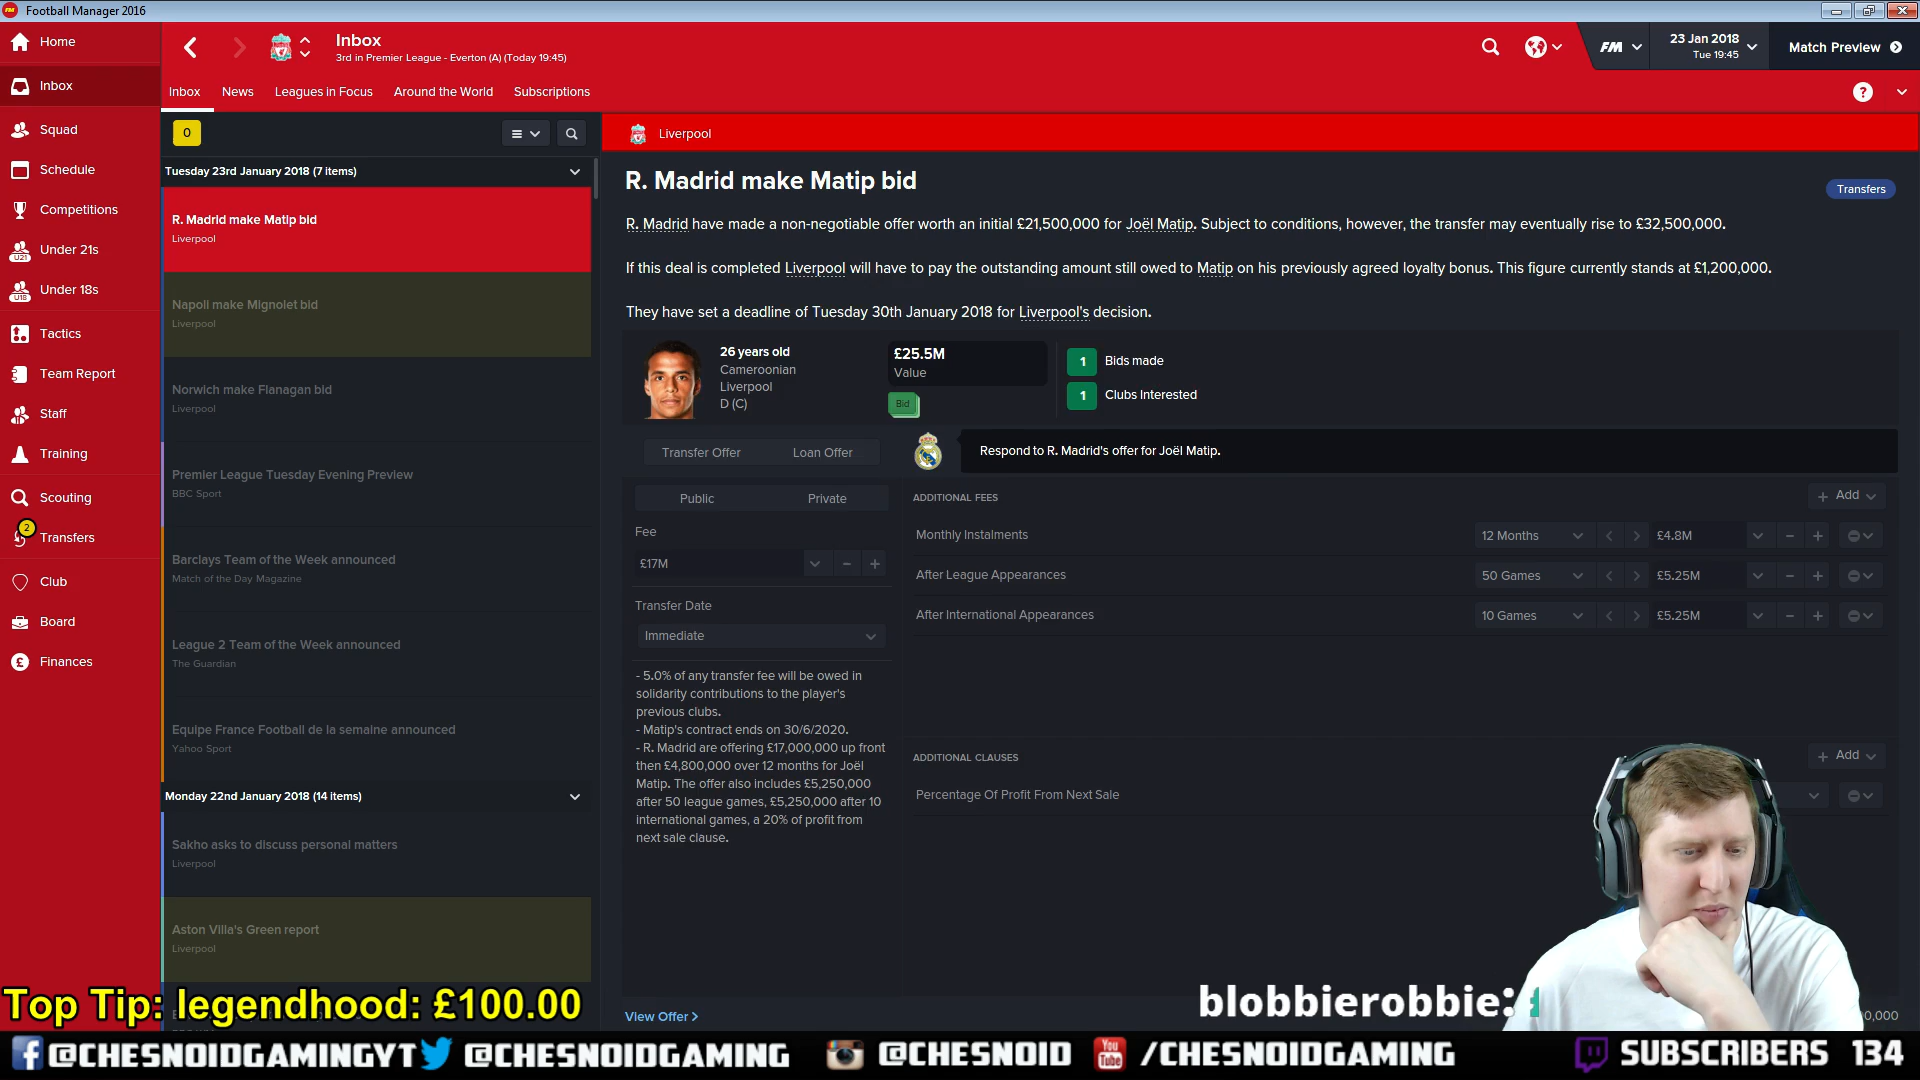 Football Manager 2016
Home
Inbox
Squad
Schedule
Competitions
Under 21s
Under 18s
Tactics
Team Report
Staff
Training
Scouting
2
Transfers
Club
Board
Finances
Inbox
3rd in Premier League - Everton (A) (Today 19:45)
FM
23 Jan 2018
Tue 19:45
Match Preview
Inbox News Leagues in Focus Around the World Subscriptions
0
Tuesday 23rd January 2018 (7 items)
R. Madrid make Matip bid
Liverpool
Napoli make Mignolet bid
Liverpool
Norwich make Flanagan bid
Liverpool
Premier League Tuesday Evening Preview
BBC Sport
Barclays Team of the Week announced
Match of the Day Magazine
League 2 Team of the Week announced
The Guardian
Equipe France Football de la semaine announced
Yahoo Sport
Monday 22nd January 2018 (14 items)
Sakho asks to discuss personal matters
Liverpool
Aston Villa's Green report
Liverpool
Liverpool
R. Madrid make Matip bid
Transfers
R. Madrid have made a non-negotiable offer worth an initial £21,500,000 for Joël Matip. Subject to conditions, however, the transfer may eventually rise to £32,500,000.
If this deal is completed Liverpool will have to pay the outstanding amount still owed to Matip on his previously agreed loyalty bonus. This figure currently stands at £1,200,000.
They have set a deadline of Tuesday 30th January 2018 for Liverpool's decision.
26 years old
Cameroonian
Liverpool
D (C)
£25.5M
Value
Bid
1 Bids made
1 Clubs Interested
Transfer Offer Loan Offer
Respond to R. Madrid's offer for Joël Matip.
Public Private
Fee
£17M
Transfer Date
Immediate
- 5.0% of any transfer fee will be owed in
solidarity contributions to the player's
previous clubs.
- Matip's contract ends on 30/6/2020.
- R. Madrid are offering £17,000,000 up front
then £4,800,000 over 12 months for Joël
Matip. The offer also includes £5,250,000
after 50 league games, £5,250,000 after 10
international games, a 20% of profit from
next sale clause.
ADDITIONAL FEES
+ Add
Monthly Instalments 12 Months £4.8M
After League Appearances 50 Games £5.25M
After International Appearances 10 Games £5.25M
ADDITIONAL CLAUSES
+ Add
Percentage Of Profit From Next Sale
View Offer >
Top Tip: legendhood: £100.00
blobbierobbie:
@CHESNOIDGAMINGYT @CHESNOIDGAMING @CHESNOID You Tube /CHESNOIDGAMING SUBSCRIBERS 134